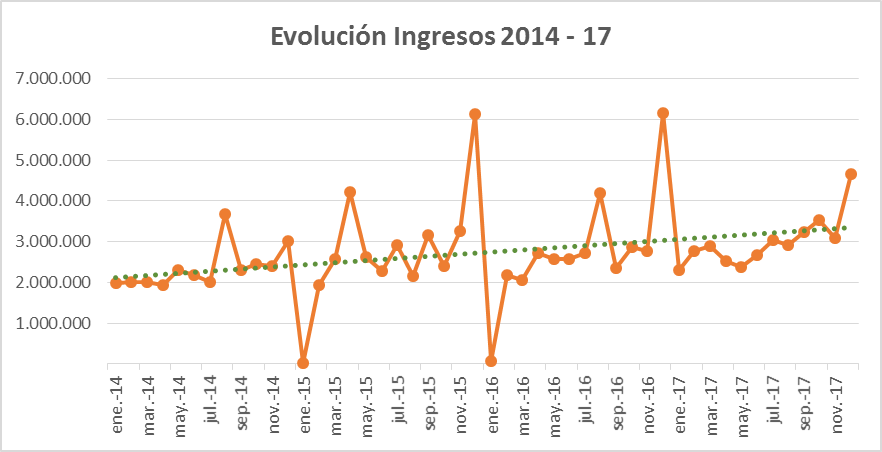 Evolución Ingresos 2014 - 17
7.000.000
6.000.000
5.000.000
4.000.000
3.000.000
2.000.000
1.000.000
ene.-14
mar.-14
may.-14
jul.-14
sep.-14
nov.-14
ene.-15
mar.-15
may.-15
jul.-15
sep.-15
nov.-15
ene.-16
mar.-16
may.-16
jul.-16
sep.-16
nov.-16
ene.-17
mar.-17
may.-17
jul.-17
sep.-17
nov.-17